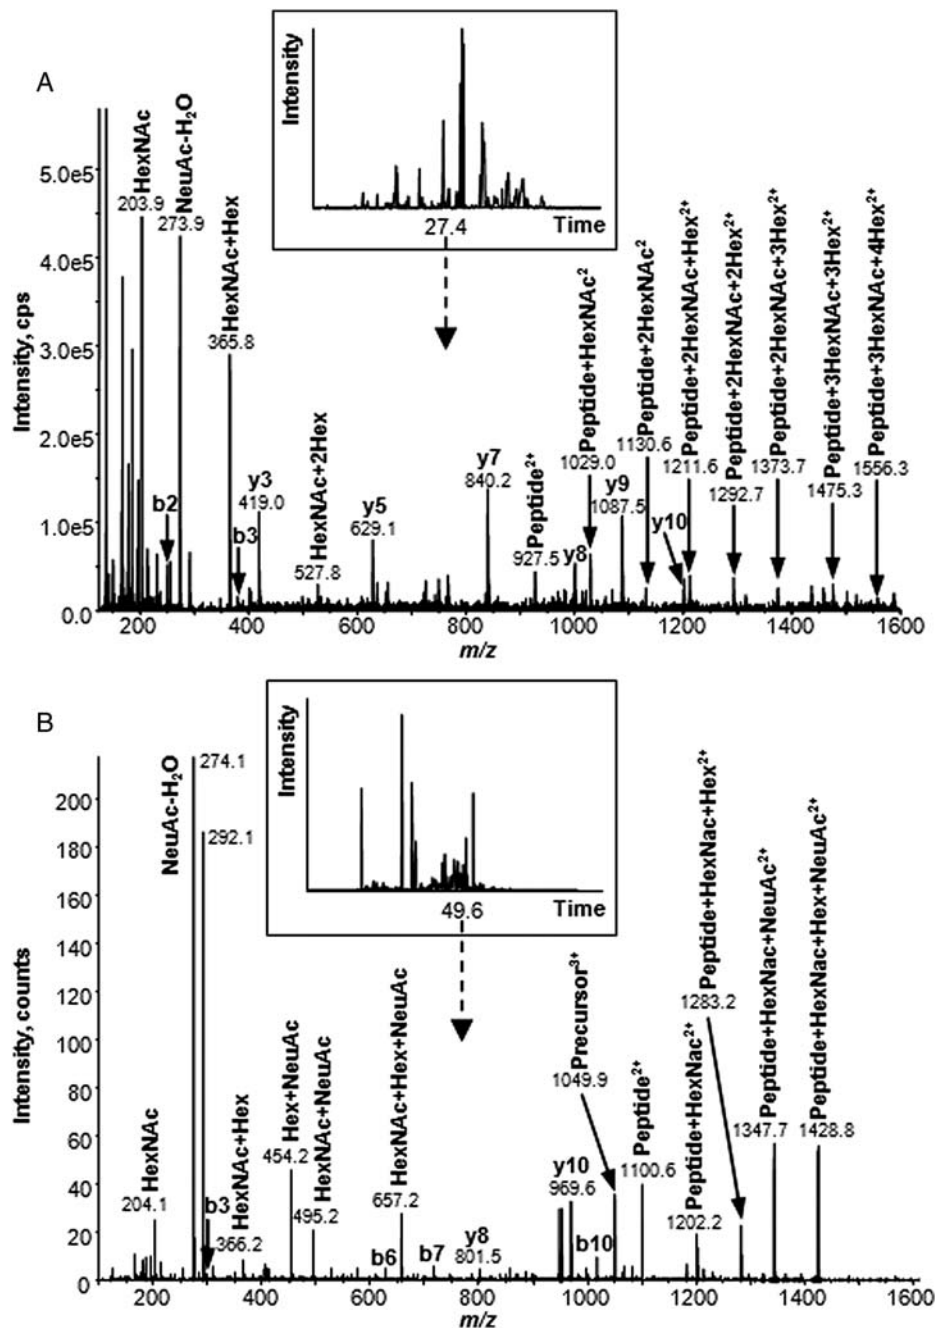 A
Intensity
Time
27.4
Intensity, cps
5.0e5
4.0e5
3.0e5
2.0e5
1.0e5
0.0
HexNAc
203.9
NeuAc-H₂O
273.9
HexNAc+Hex
365.8
b2
b3
y3
419.0
HexNAc+2Hex
527.8
y5
629.1
y7
840.2
Peptide²⁺
927.5
y8
Peptide+HexNAc²
1029.0
y9
1087.5
Peptide+2HexNAc²
1130.6
y10
Peptide+2HexNAc+Hex²⁺
1211.6
Peptide+2HexNAc+2Hex²⁺
1292.7
Peptide+2HexNAc+3Hex²⁺
1373.7
Peptide+3HexNAc+3Hex²⁺
1475.3
Peptide+3HexNAc+4Hex²⁺
1556.3
200 400 600 800 1000 1200 1400 1600
m/z
B
Intensity
Time
49.6
Intensity, counts
200
180
160
140
120
100
80
60
40
20
0
NeuAc-H₂O
274.1
292.1
HexNAc
204.1
b3
HexNAc+Hex
366.2
Hex+NeuAc
454.2
HexNAc+NeuAc
495.2
b6
HexNAc+Hex+NeuAc
657.2
b7
y8
801.5
y10
969.6
b10
Precursor³⁺
1049.9
Peptide²⁺
1100.6
Peptide+HexNac²⁺
1202.2
Peptide+HexNac+Hex²⁺
1283.2
Peptide+HexNac+NeuAc²⁺
1347.7
Peptide+HexNAc+Hex+NeuAc²⁺
1428.8
200 400 600 800 1000 1200 1400 1600
m/z